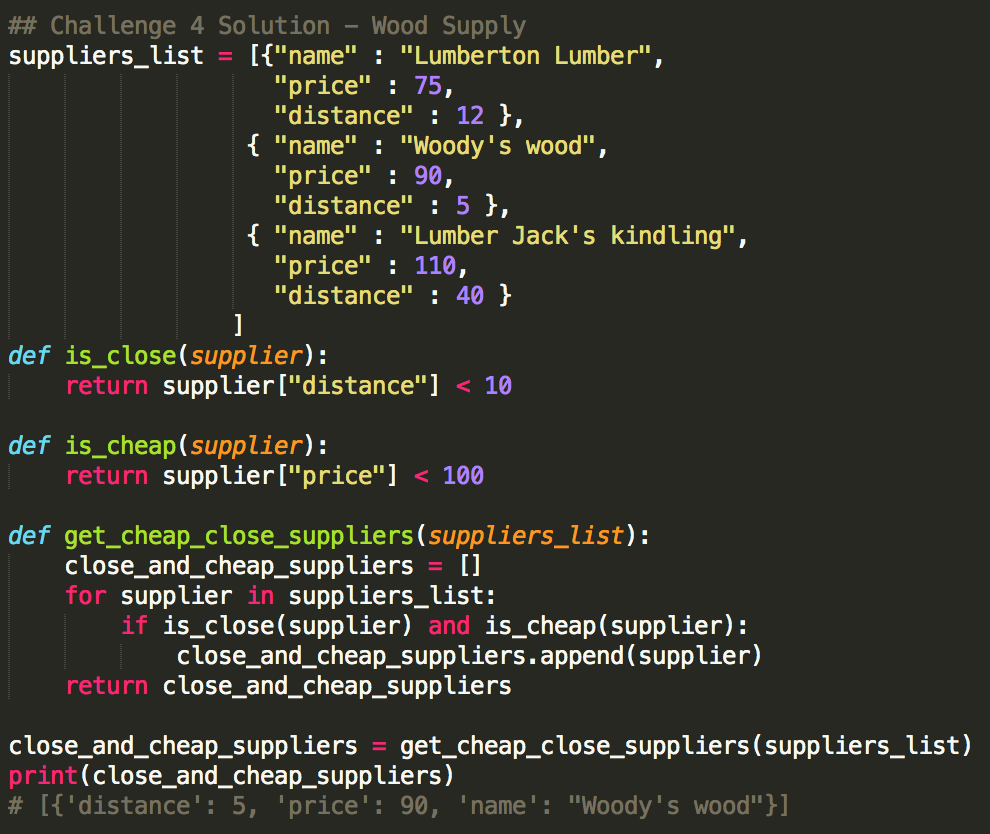 ## Challenge 4 Solution – Wood Supply
suppliers_list = [{"name" : "Lumberton Lumber",
                   "price" : 75,
                   "distance" : 12 },
                 { "name" : "Woody's wood",
                   "price" : 90,
                   "distance" : 5 },
                 { "name" : "Lumber Jack's kindling",
                   "price" : 110,
                   "distance" : 40 }
                ]
def is_close(supplier):
    return supplier["distance"] < 10

def is_cheap(supplier):
    return supplier["price"] < 100

def get_cheap_close_suppliers(suppliers_list):
    close_and_cheap_suppliers = []
    for supplier in suppliers_list:
        if is_close(supplier) and is_cheap(supplier):
            close_and_cheap_suppliers.append(supplier)
    return close_and_cheap_suppliers

close_and_cheap_suppliers = get_cheap_close_suppliers(suppliers_list)
print(close_and_cheap_suppliers)
# [{'distance': 5, 'price': 90, 'name': "Woody's wood"}]